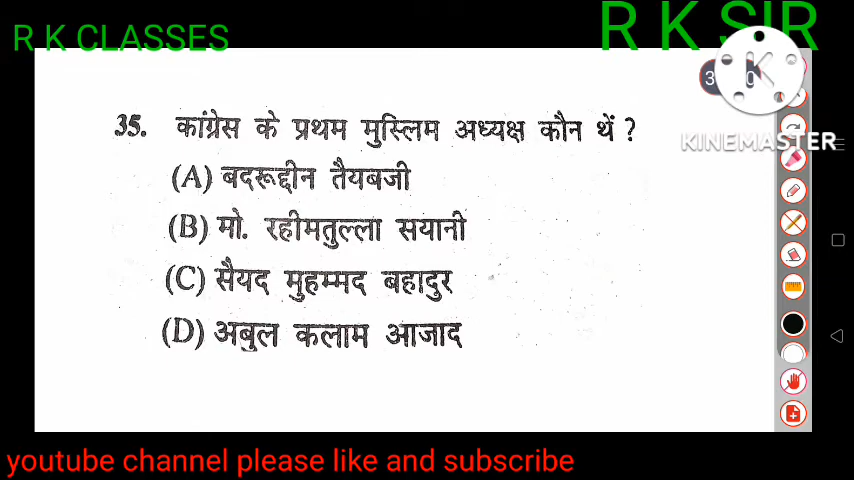 R K CLASSES
R K SIR
35. कांग्रेस के प्रथम मुस्लिम अध्यक्ष कौन थें ?
(A) बदरूद्दीन तैयबजी
(B) मो. रहीमतुल्ला सयानी
(C) सैयद मुहम्मद बहादुर
(D) अबुल कलाम आजाद
K
KINEMASTER
youtube channel please like and subscribe